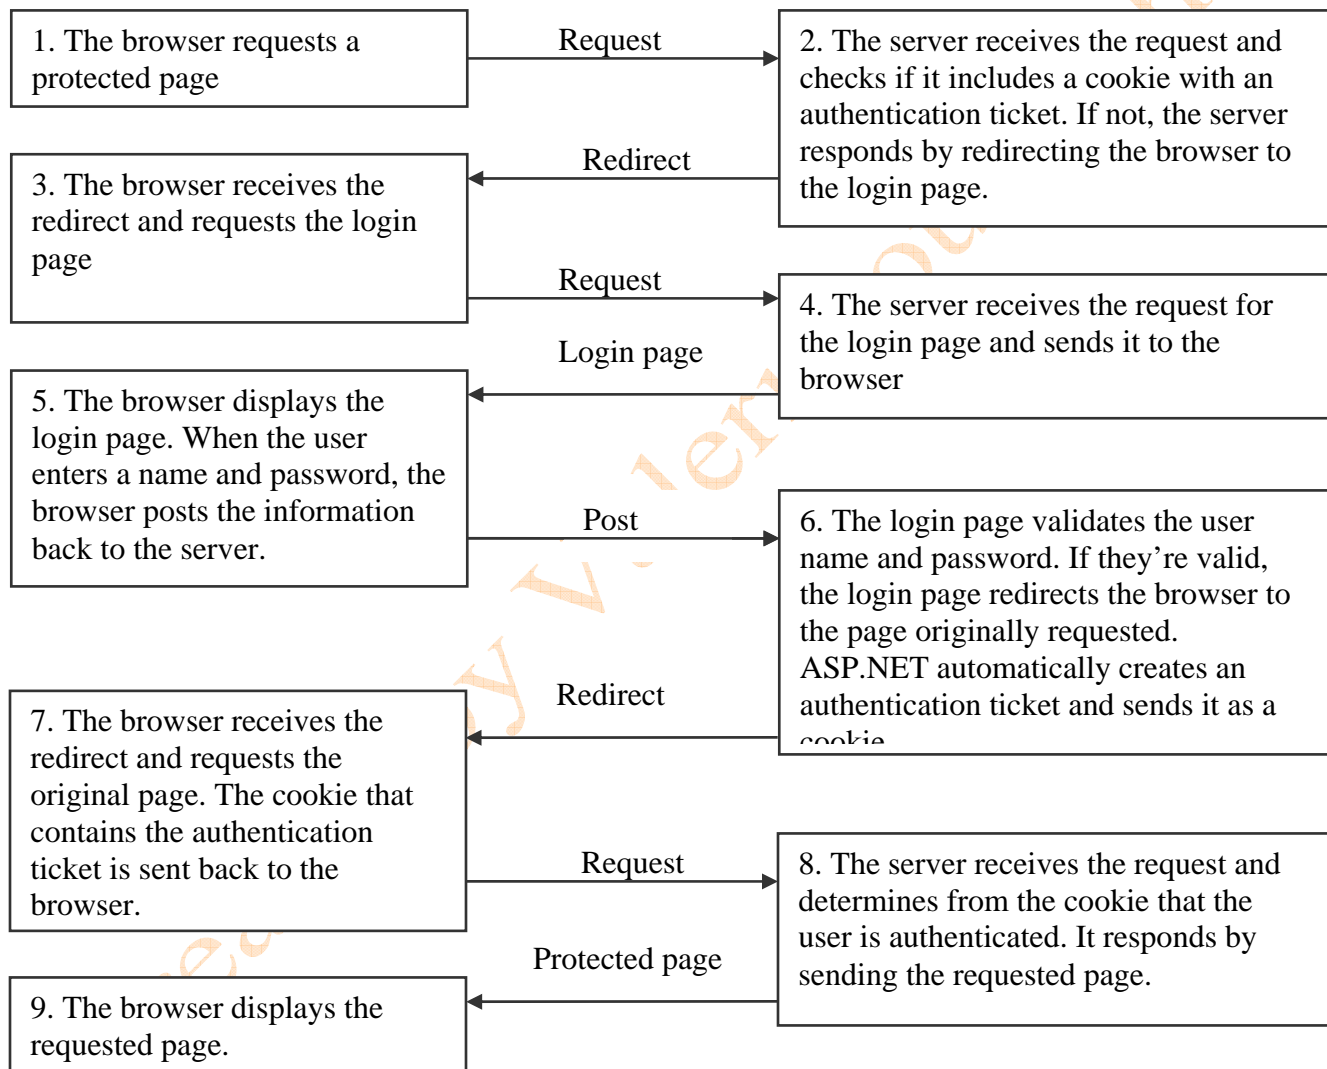 1. The browser requests a
protected page
Request
2. The server receives the request and
checks if it includes a cookie with an
authentication ticket. If not, the server
responds by redirecting the browser to
the login page.
Redirect
3. The browser receives the
redirect and requests the login
page
Request
4. The server receives the request for
the login page and sends it to the
browser
Login page
5. The browser displays the
login page. When the user
enters a name and password, the
browser posts the information
back to the server.
Post
6. The login page validates the user
name and password. If they’re valid,
the login page redirects the browser to
the page originally requested.
ASP.NET automatically creates an
authentication ticket and sends it as a
cookie
Redirect
7. The browser receives the
redirect and requests the
original page. The cookie that
contains the authentication
ticket is sent back to the
browser.
Request
8. The server receives the request and
determines from the cookie that the
user is authenticated. It responds by
sending the requested page.
Protected page
9. The browser displays the
requested page.
by